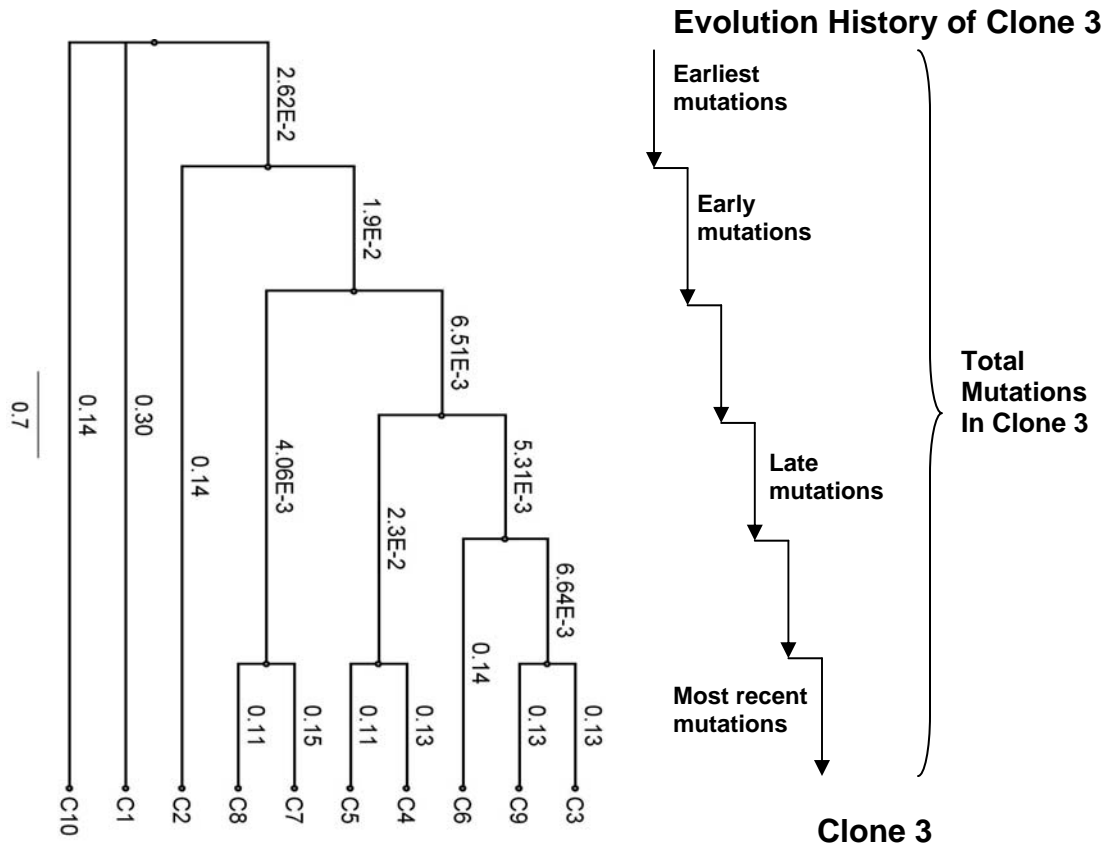 Evolution History of Clone 3
Earliest
mutations
Early
mutations
Late
mutations
Most recent
mutations
Total
Mutations
In Clone 3
Clone 3
2.62E-2
1.9E-2
6.51E-3
5.31E-3
6.64E-3
0.14
0.30
0.14
4.06E-3
2.3E-2
0.14
0.11
0.15
0.11
0.13
0.13
0.13
0.7
C10
C1
C2
C8
C7
C5
C4
C6
C9
C3